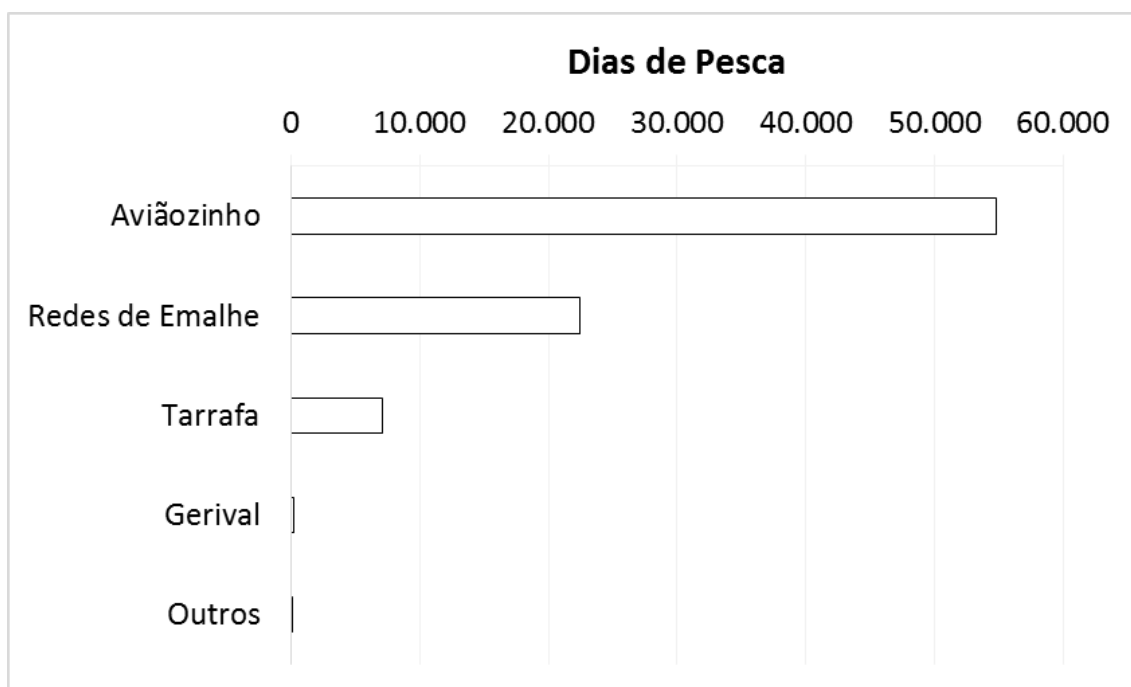 Dias de Pesca
0 10.000 20.000 30.000 40.000 50.000 60.000
Aviãozinho
Redes de Emalhe
Tarrafa
Gerival
Outros